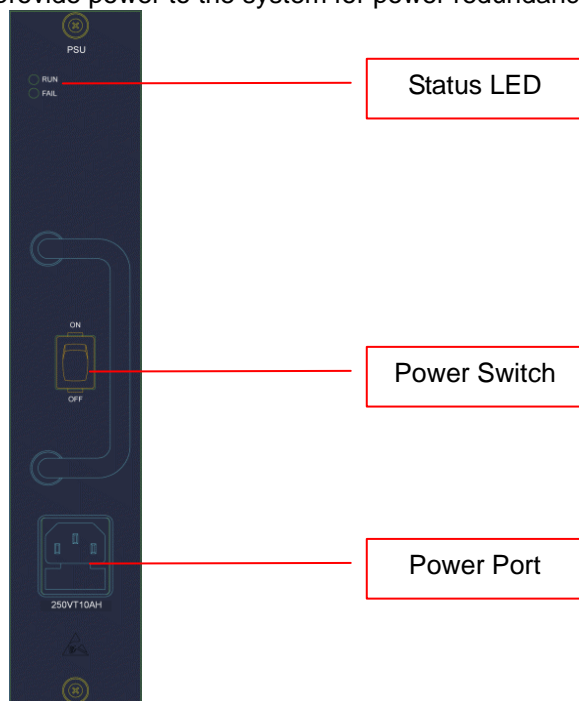 provide power to the system for power redundanc
PSU
RUN
FAIL
Status LED
ON
OFF
Power Switch
250VT10AH
Power Port